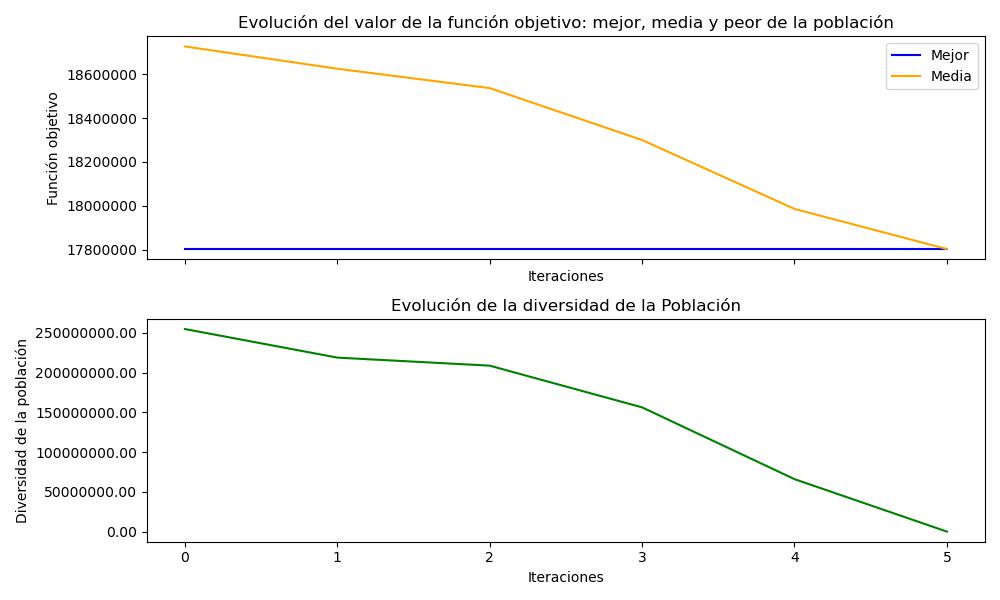 Evolución del valor de la función objetivo: mejor, media y peor de la población
Función objetivo
18600000
18400000
18200000
18000000
17800000
Mejor
Media
Iteraciones
Evolución de la diversidad de la Población
Diversidad de la población
250000000.00
200000000.00
150000000.00
100000000.00
50000000.00
0.00
0 1 2 3 4 5
Iteraciones